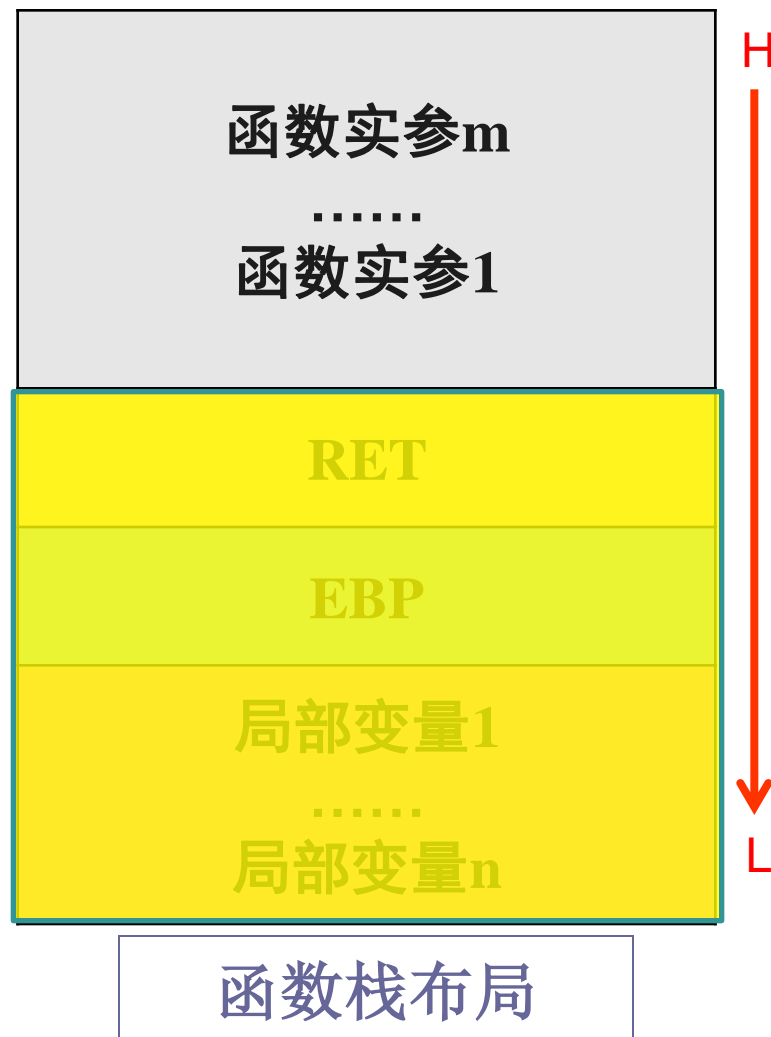 H
函数实参m
......
函数实参1
RET
EBP
局部变量1
......
局部变量n
L
函数栈布局